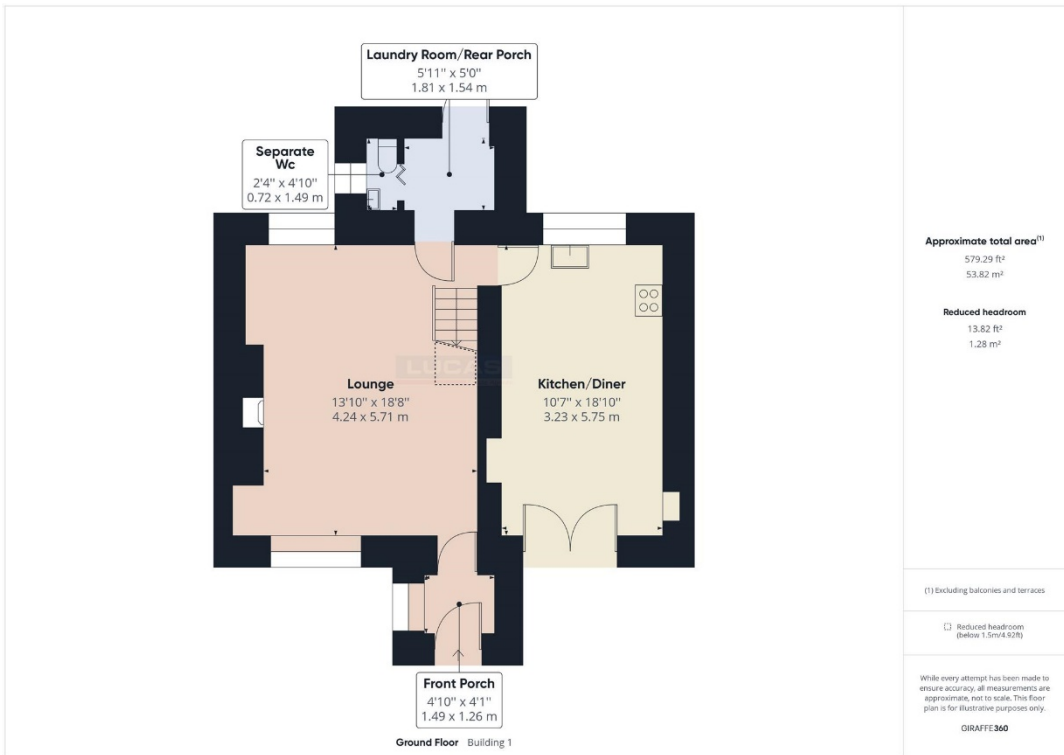 Laundry Room/Rear Porch
5'11" x 5'0"
1.81 x 1.54 m
Separate
Wc
2'4" x 4'10"
0.72 x 1.49 m
LUCAS
Lounge
13'10" x 18'8"
4.24 x 5.71 m
Kitchen/Diner
10'7" x 18'10"
3.23 x 5.75 m
Front Porch
4'10" x 4'1"
1.49 x 1.26 m
Ground Floor Building 1
Approximate total area(1)
579.29 ft²
53.82 m²
Reduced headroom
13.82 ft²
1.28 m²
(1) Excluding balconies and terraces
Reduced headroom
(below 1.5m/4.92ft)
While every attempt has been made to
ensure accuracy, all measurements are
approximate, not to scale. This floor
plan is for illustrative purposes only.
GIRAFFE360